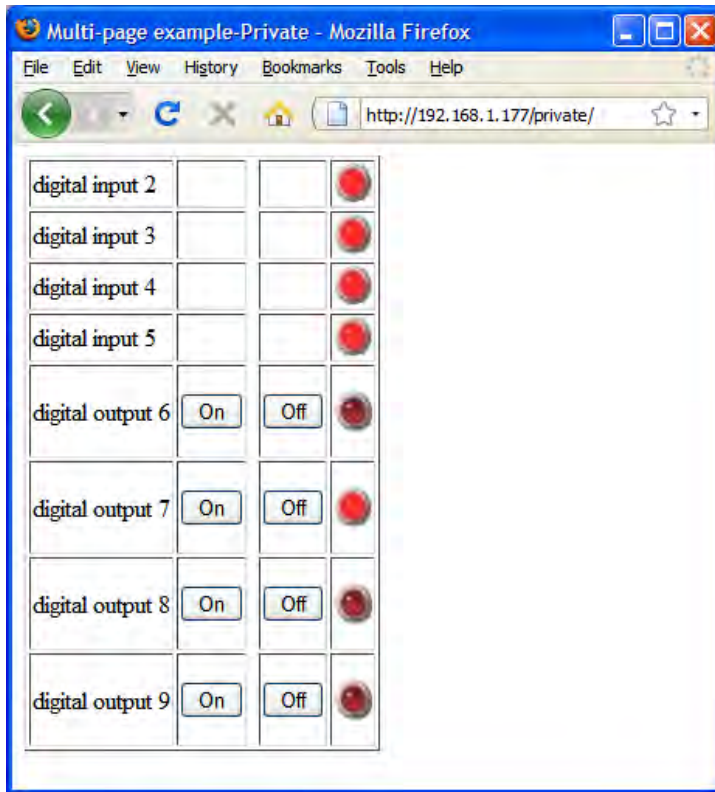 Multi-page example-Private - Mozilla Firefox
File Edit View History Bookmarks Tools Help
http://192.168.1.177/private/
digital input 2
digital input 3
digital input 4
digital input 5
digital output 6 On Off
digital output 7 On Off
digital output 8 On Off
digital output 9 On Off